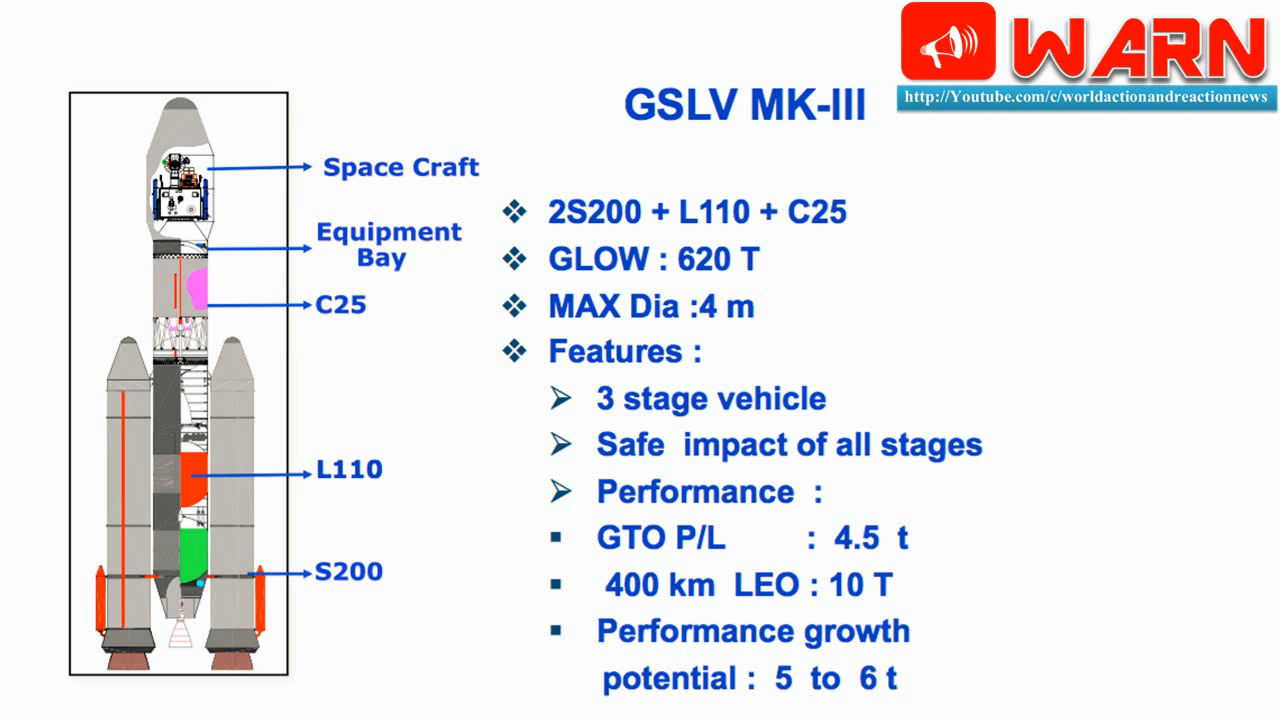 WARN
http://Youtube.com/c/worldactionandreactionnews
GSLV MK-III
Space Craft
Equipment
Bay
C25
L110
S200
❖ 2S200 + L110 + C25
❖ GLOW : 620 T
❖ MAX Dia :4 m
❖ Features :
➢ 3 stage vehicle
➢ Safe impact of all stages
➢ Performance :
▪ GTO P/L : 4.5 t
▪ 400 km LEO : 10 T
▪ Performance growth
potential : 5 to 6 t